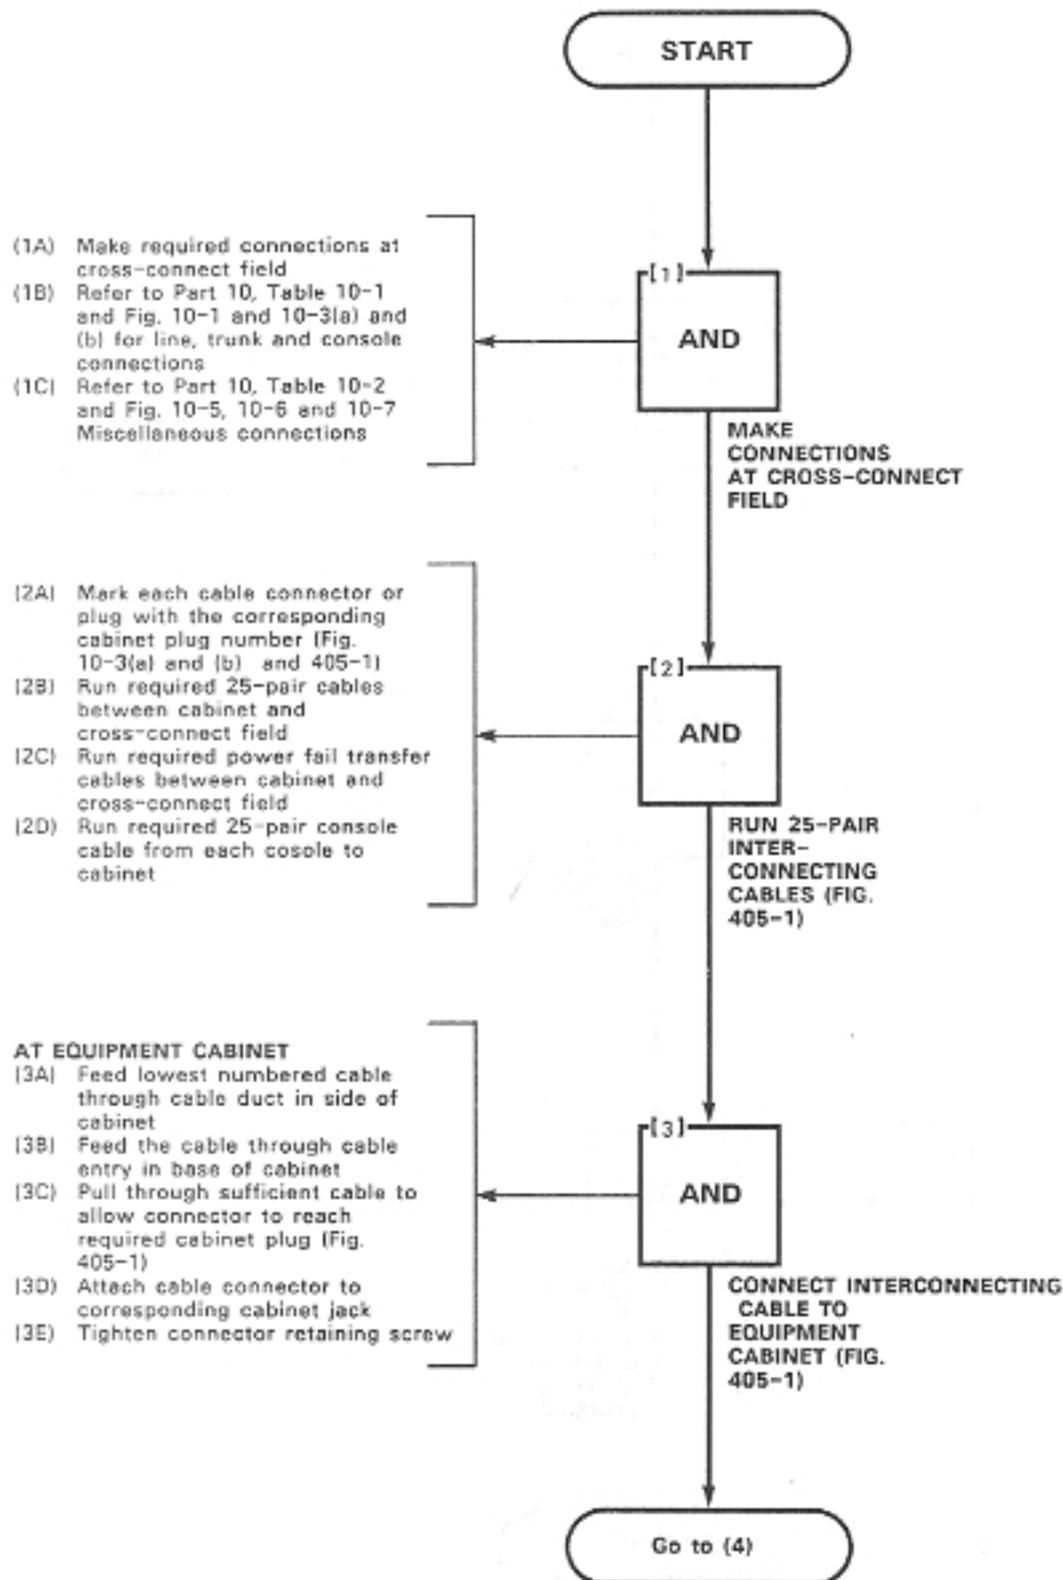 START
(1A) Make required connections at
cross-connect field
(1B) Refer to Part 10, Table 10-1
and Fig. 10-1 and 10-3(a) and
(b) for line, trunk and console
connections
(1C) Refer to Part 10, Table 10-2
and Fig. 10-5, 10-6 and 10-7
Miscellaneous connections
[1]
AND
MAKE
CONNECTIONS
AT CROSS-CONNECT
FIELD
(2A) Mark each cable connector or
plug with the corresponding
cabinet plug number (Fig.
10-3(a) and (b) and 405-1)
(2B) Run required 25-pair cables
between cabinet and
cross-connect field
(2C) Run required power fail transfer
cables between cabinet and
cross-connect field
(2D) Run required 25-pair console
cable from each cosole to
cabinet
[2]
AND
RUN 25-PAIR
INTER-
CONNECTING
CABLES (FIG.
405-1)
AT EQUIPMENT CABINET
(3A) Feed lowest numbered cable
through cable duct in side of
cabinet
(3B) Feed the cable through cable
entry in base of cabinet
(3C) Pull through sufficient cable to
allow connector to reach
required cabinet plug (Fig.
405-1)
(3D) Attach cable connector to
corresponding cabinet jack
(3E) Tighten connector retaining screw
[3]
AND
CONNECT INTERCONNECTING
CABLE TO
EQUIPMENT
CABINET (FIG.
405-1)
Go to (4)